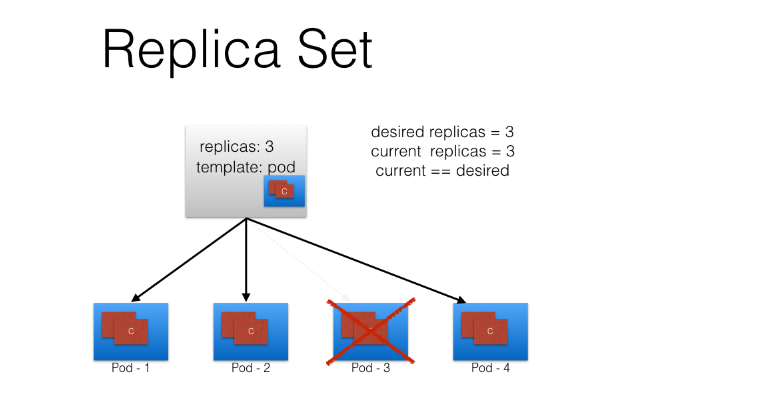 Replica Set
replicas: 3
template: pod
C
desired replicas = 3
current replicas = 3
current == desired
C
C
C
C
Pod - 1
Pod - 2
Pod - 3
Pod - 4